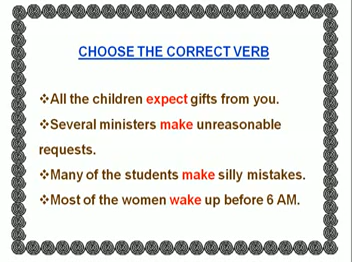 CHOOSE THE CORRECT VERB
❖All the children expect gifts from you.
❖Several ministers make unreasonable
requests.
❖Many of the students make silly mistakes.
❖Most of the women wake up before 6 AM.